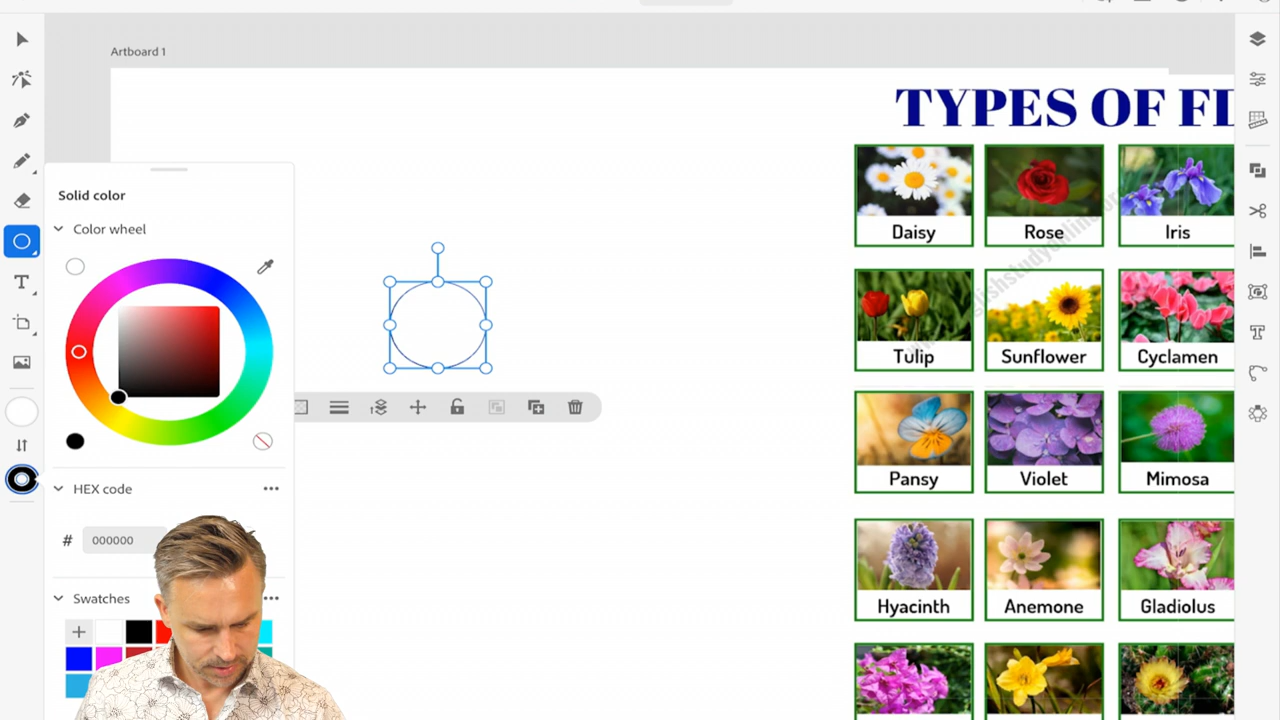 Artboard 1
TYPES OF FL
Solid color
Color wheel
Daisy
Rose
Iris
Tulip
Sunflower
Cyclamen
Pansy
Violet
Mimosa
HEX code
# 000000
Hyacinth
Anemone
Gladiolus
Swatches